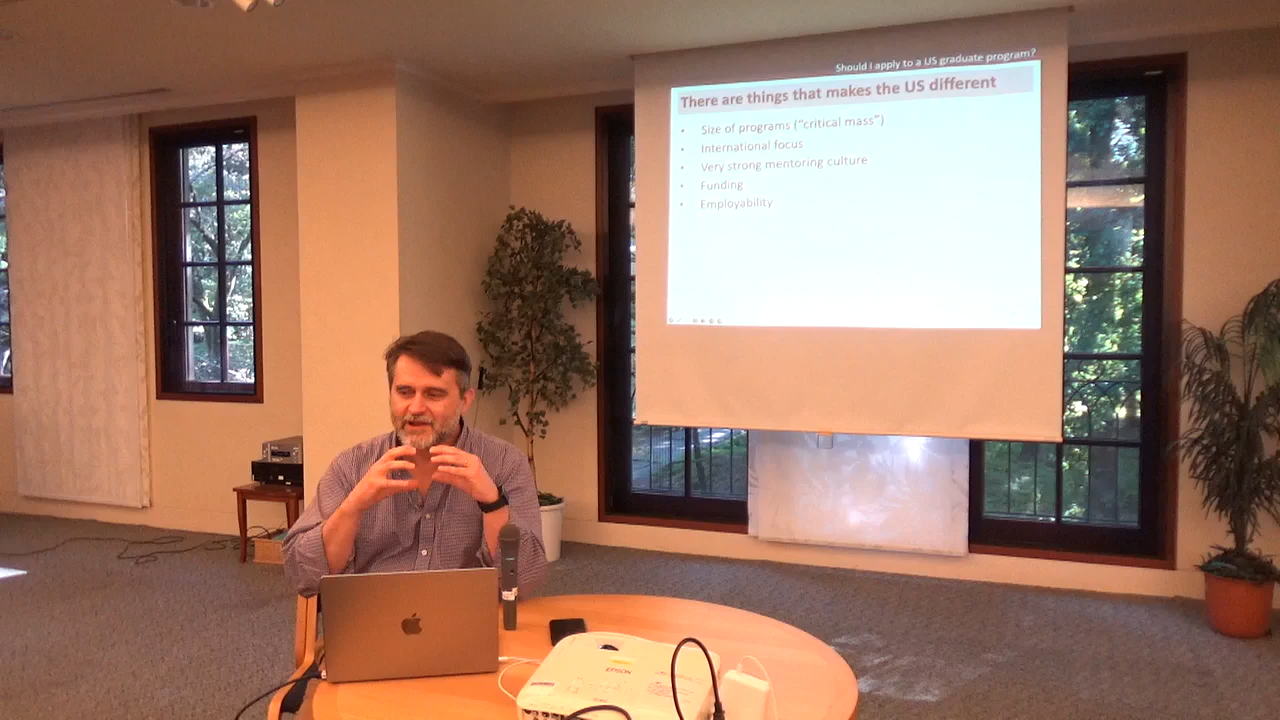 Should I apply to a US graduate program?
There are things that makes the US different
• Size of programs ("critical mass")
• International focus
• Very strong mentoring culture
• Funding
• Employability
EPSON